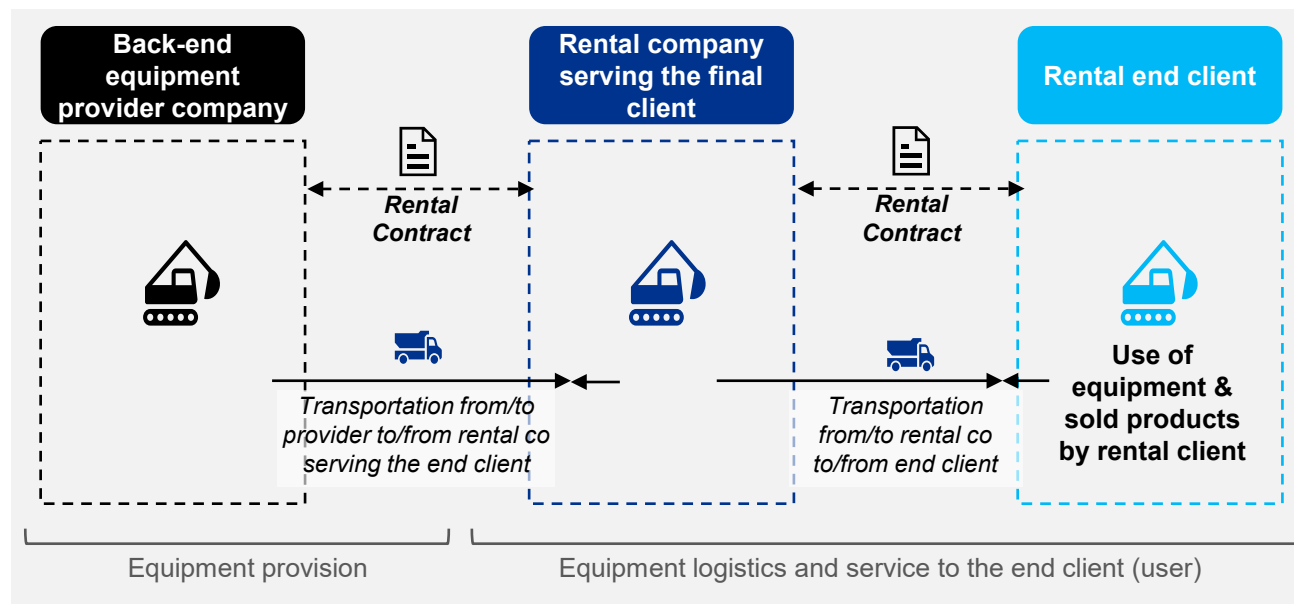 Back-end
equipment
provider company
Rental company
serving the final
client
Rental end client
Rental
Contract
Rental
Contract
Transportation from/to
provider to/from rental co
serving the end client
Transportation
from/to rental co
to/from end client
Use of
equipment &
sold products
by rental client
Equipment provision
Equipment logistics and service to the end client (user)